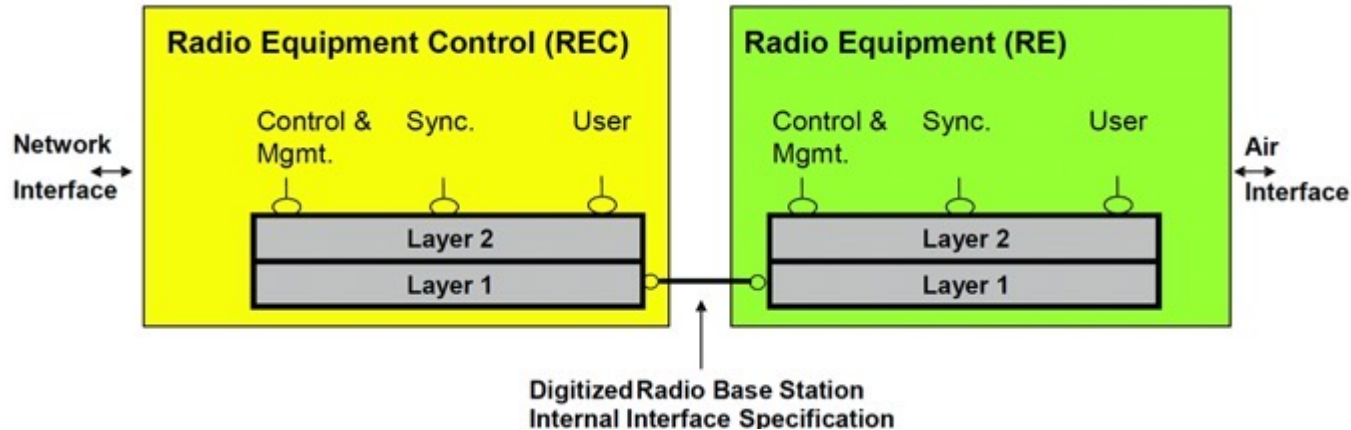 Radio Equipment Control (REC)
Radio Equipment (RE)
Control & Sync. User
Mgmt.
Control & Sync. User
Mgmt.
Network
Interface
Air
Interface
Layer 2
Layer 1
Layer 2
Layer 1
Digitized Radio Base Station
Internal Interface Specification